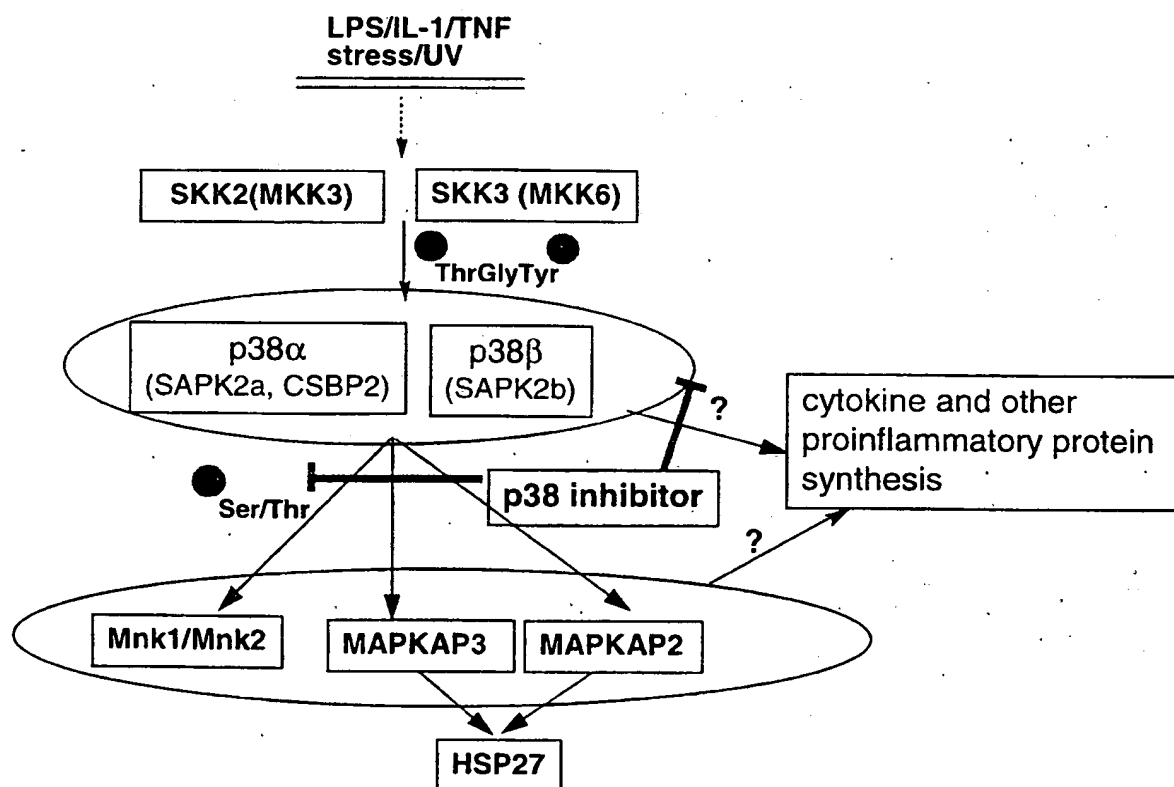 LPS/IL-1/TNF
stress/UV
SKK2(MKK3)
SKK3 (MKK6)
ThrGlyTyr
p38α
(SAPK2a, CSBP2)
p38β
(SAPK2b)
?
cytokine and other
proinflammatory protein
synthesis
Ser/Thr
p38 inhibitor
?
Mnk1/Mnk2
MAPKAP3
MAPKAP2
HSP27